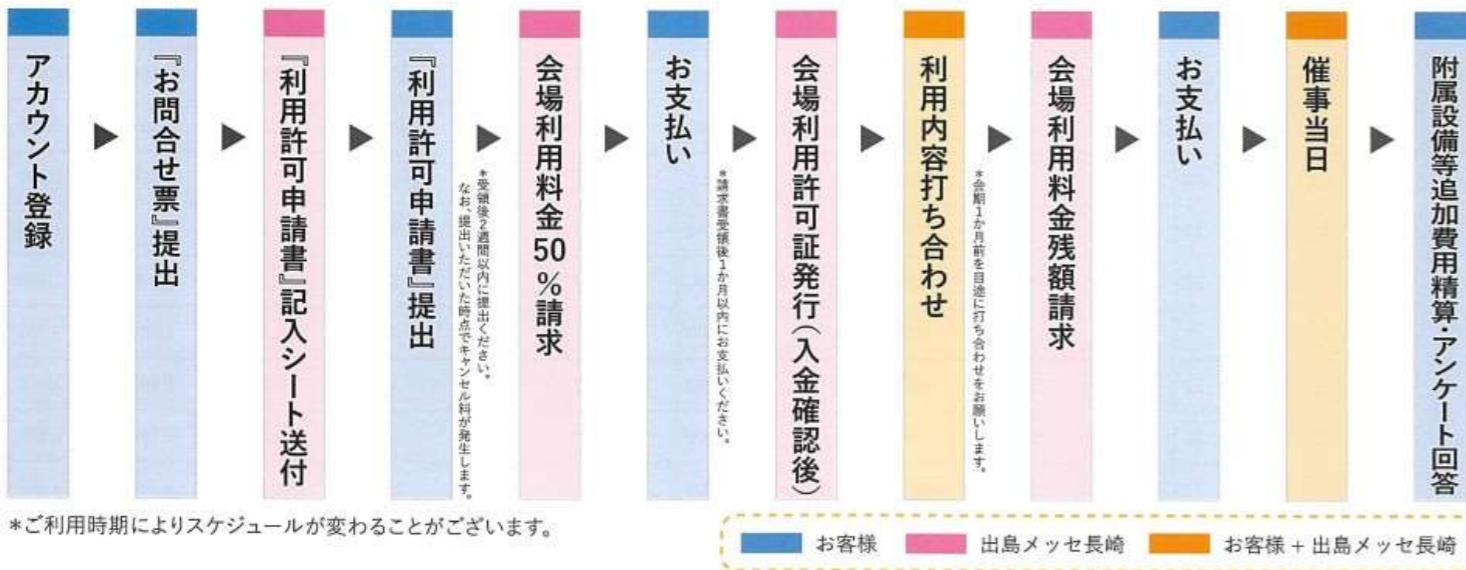 アカウント登録
『お問合せ票』提出
『利用許可申請書』記入シート送付
『利用許可申請書』提出
*受領後2週間以内に提出ください。
なお、提出いただいた時点でキャンセル料が発生します。
会場利用料金50%請求
お支払い
*請求書受領後1か月以内にお支払いください。
会場利用許可証発行(入金確認後)
利用内容打ち合わせ
*会期1か月前を目途に打ち合わせをお願いします。
会場利用料金残額請求
お支払い
催事当日
附属設備等追加費用精算・アンケート回答
*ご利用時期によりスケジュールが変わることがございます。
お客様
出島メッセ長崎
お客様 + 出島メッセ長崎